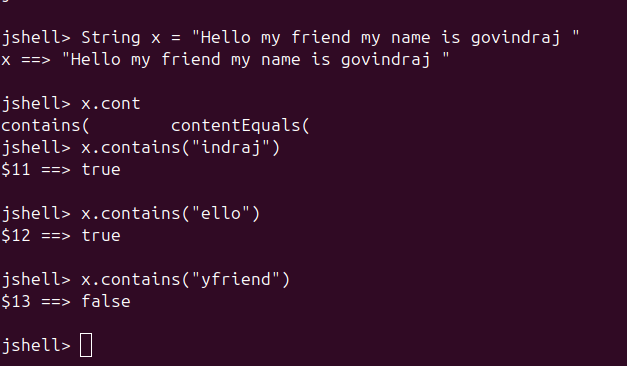 jshell> String x = "Hello my friend my name is govindraj "
x ==> "Hello my friend my name is govindraj "
jshell> x.cont
contains(        contentEquals(
jshell> x.contains("indraj")
$11 ==> true
jshell> x.contains("ello")
$12 ==> true
jshell> x.contains("yfriend")
$13 ==> false
jshell>